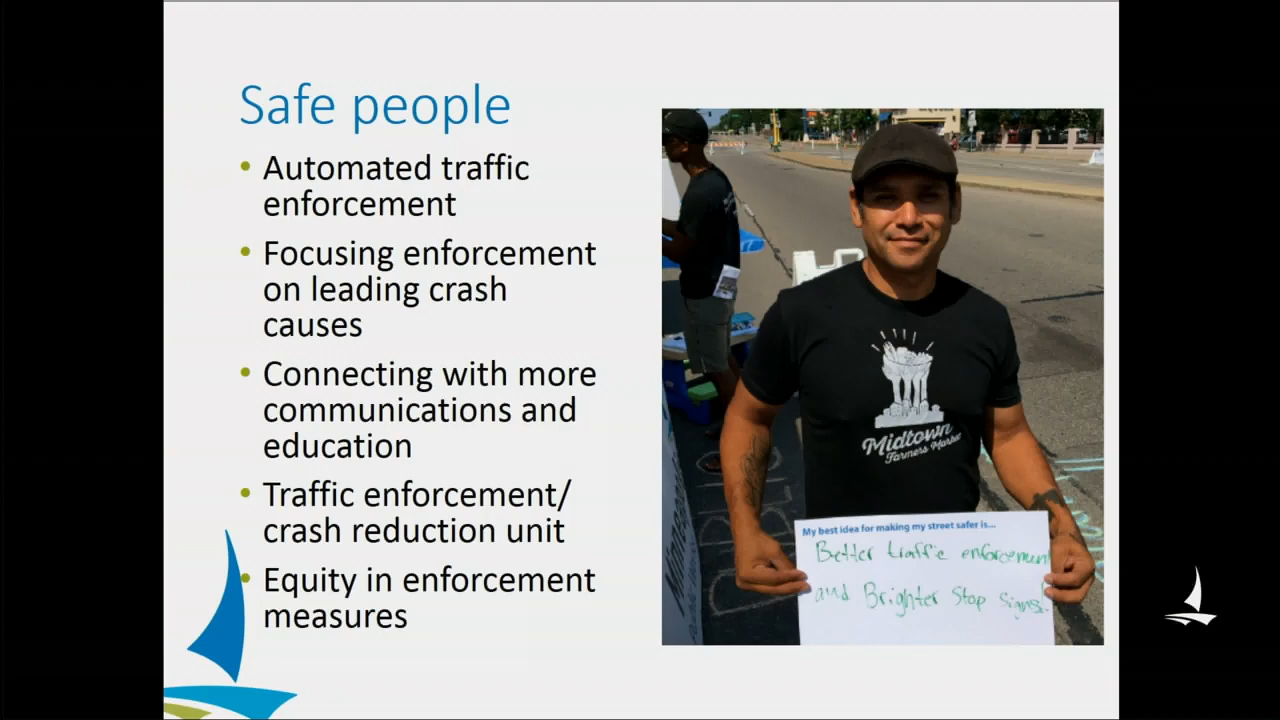 Safe people
• Automated traffic
enforcement
• Focusing enforcement
on leading crash
causes
• Connecting with more
communications and
education
• Traffic enforcement/
crash reduction unit
• Equity in enforcement
measures
Midtown
Farmers Market
My best idea for making my street safer is...
Better traffic enforcement
and Brighter Stop Signs.